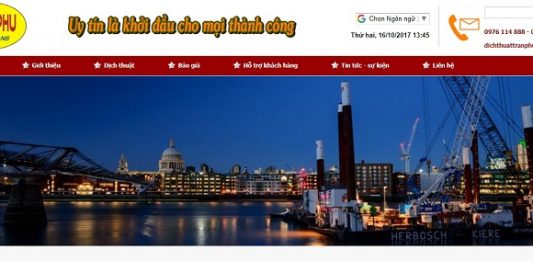 PHU
Uy tín là khởi đầu cho mọi thành công
Chọn Ngôn ngữ ▼
Thứ hai, 16/10/2017 13:45
0976 114 888 - 0
dichthuattranph
Giới thiệu
Dịch thuật
Báo giá
Hỗ trợ khách hàng
Tin tức - sự kiện
Liên hệ
HERBOSCH KIERE